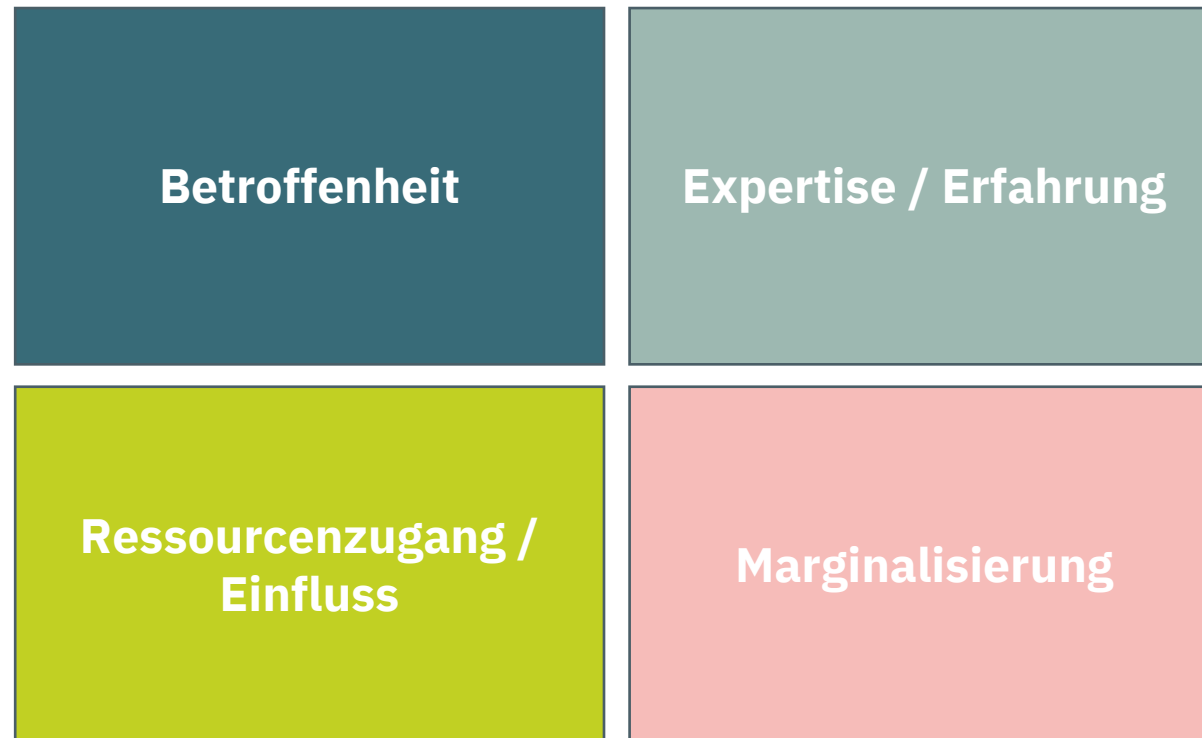 Betroffenheit
Expertise / Erfahrung
Ressourcenzugang /
Einfluss
Marginalisierung